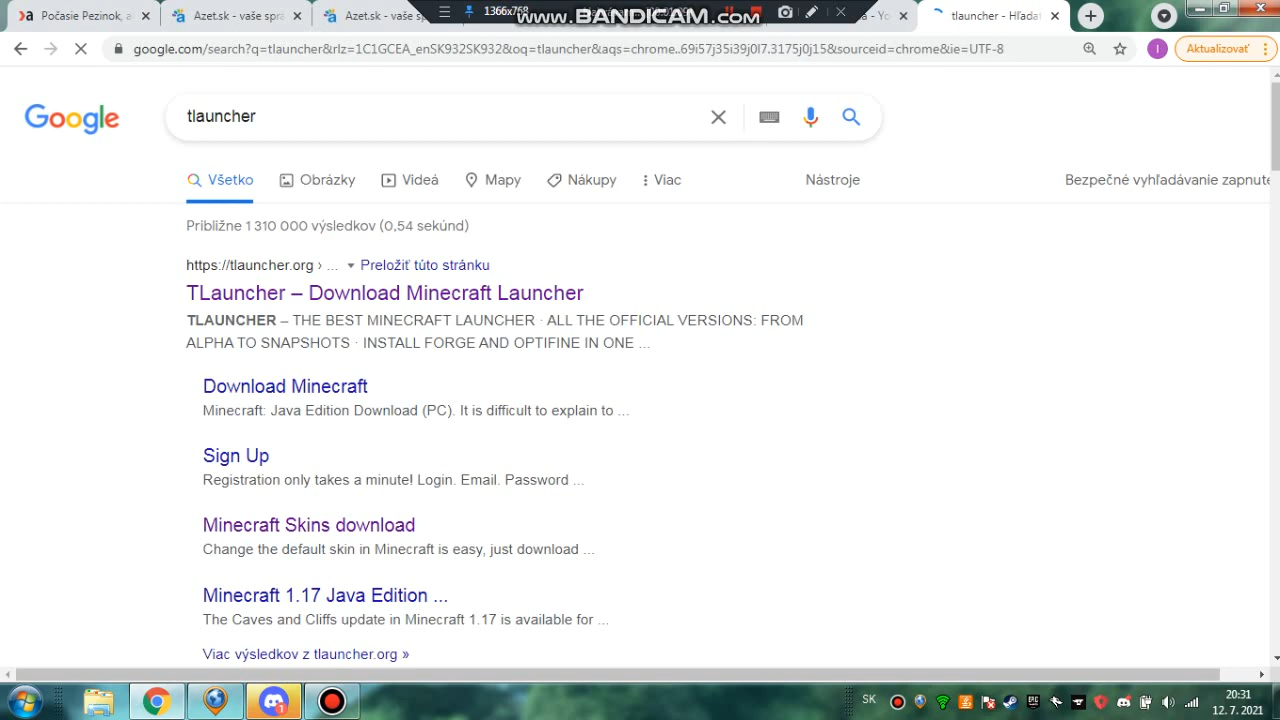 Počasie Pezinok, a
Azet.sk - vaše sprá
Azet.sk - vaše sp
1366x768
www.BANDICAM.com
tlauncher - Hľadať
google.com/search?q=tlauncher&rlz=1C1GCEA_enSK932SK932&oq=tlauncher&aqs=chrome..69i57j35i39j0l7.3175j0j15&sourceid=chrome&ie=UTF-8
I
Aktualizovať
Google
tlauncher
Všetko
Obrázky
Videá
Mapy
Nákupy
Viac
Nástroje
Bezpečné vyhľadávanie zapnute
Približne 1 310 000 výsledkov (0,54 sekúnd)
https://tlauncher.org › ... Preložiť túto stránku
TLauncher – Download Minecraft Launcher
TLAUNCHER – THE BEST MINECRAFT LAUNCHER · ALL THE OFFICIAL VERSIONS: FROM
ALPHA TO SNAPSHOTS · INSTALL FORGE AND OPTIFINE IN ONE ...
Download Minecraft
Minecraft: Java Edition Download (PC). It is difficult to explain to ...
Sign Up
Registration only takes a minute! Login. Email. Password ...
Minecraft Skins download
Change the default skin in Minecraft is easy, just download ...
Minecraft 1.17 Java Edition ...
The Caves and Cliffs update in Minecraft 1.17 is available for ...
Viac výsledkov z tlauncher.org »
1
SK
20:31
12. 7. 2021